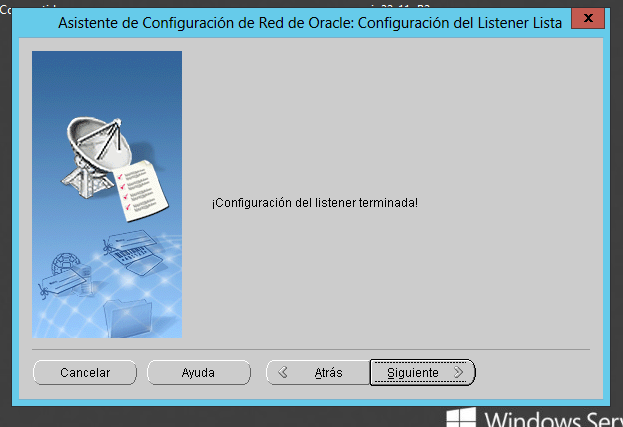 Asistente de Configuración de Red de Oracle: Configuración del Listener Lista
x
¡Configuración del listener terminada!
Cancelar
Ayuda
Atrás
Siguiente
Windows Serv